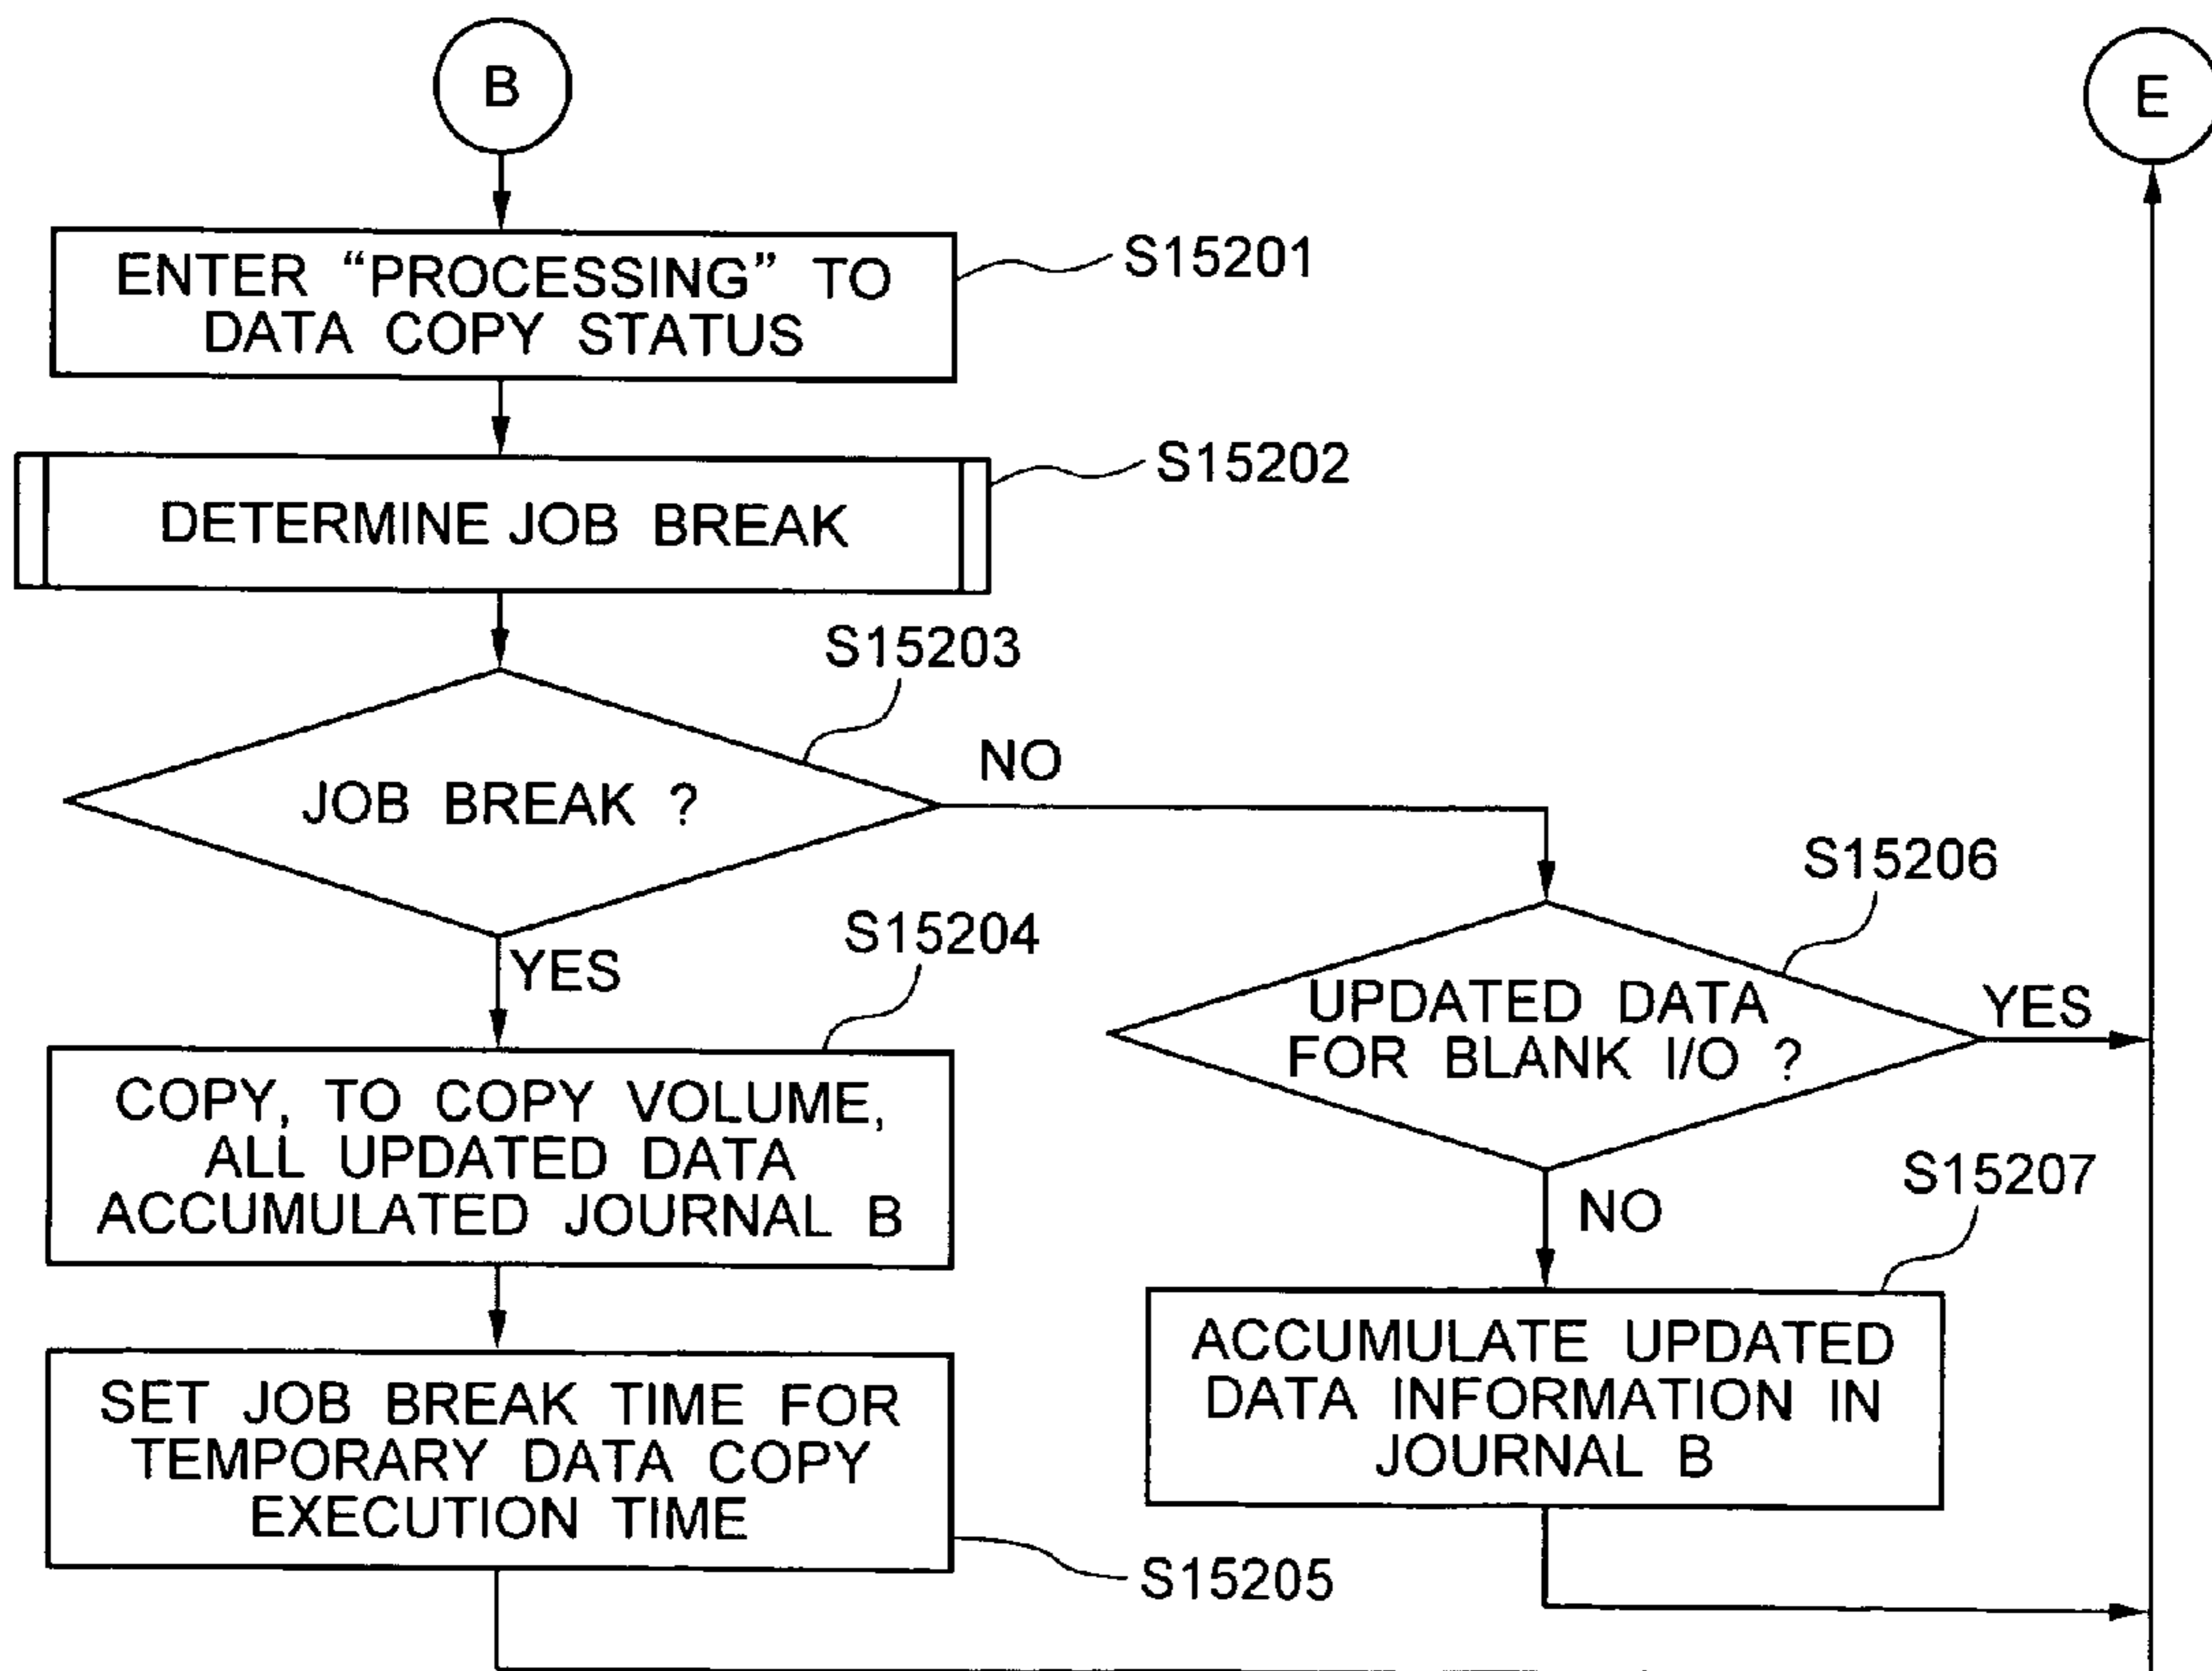 B
E
ENTER “PROCESSING” TO
DATA COPY STATUS
S15201
DETERMINE JOB BREAK
S15202
S15203
JOB BREAK ?
NO
YES
S15204
COPY, TO COPY VOLUME,
ALL UPDATED DATA
ACCUMULATED JOURNAL B
SET JOB BREAK TIME FOR
TEMPORARY DATA COPY
EXECUTION TIME
S15205
S15206
UPDATED DATA
FOR BLANK I/O ?
YES
NO
S15207
ACCUMULATE UPDATED
DATA INFORMATION IN
JOURNAL B